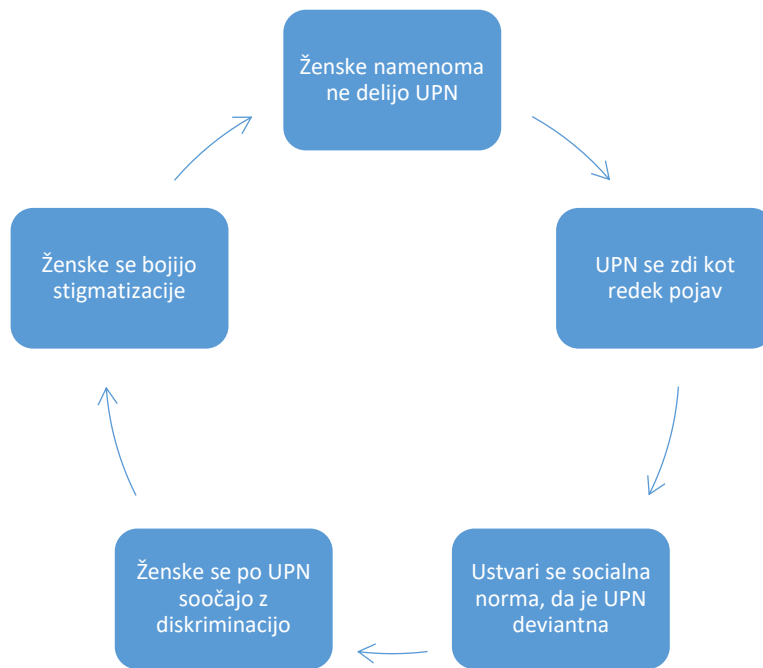 Ženske namenoma
ne delijo UPN
UPN se zdi kot
redek pojav
Ustvari se socialna
norma, da je UPN
deviantna
Ženske se po UPN
soočajo z
diskriminacijo
Ženske se bojijo
stigmatizacije